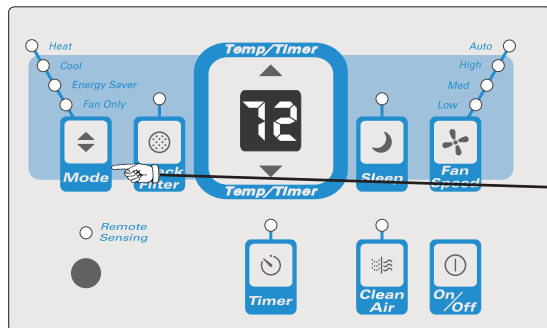 Temp/Timer
Heat
Cool
Energy Saver
Fan Only
72
Auto
High
Med
Low
Mode
Filter
Temp/Timer
Sleep
Fan
Speed
Remote
Sensing
Timer
Clean
Air
On/Off